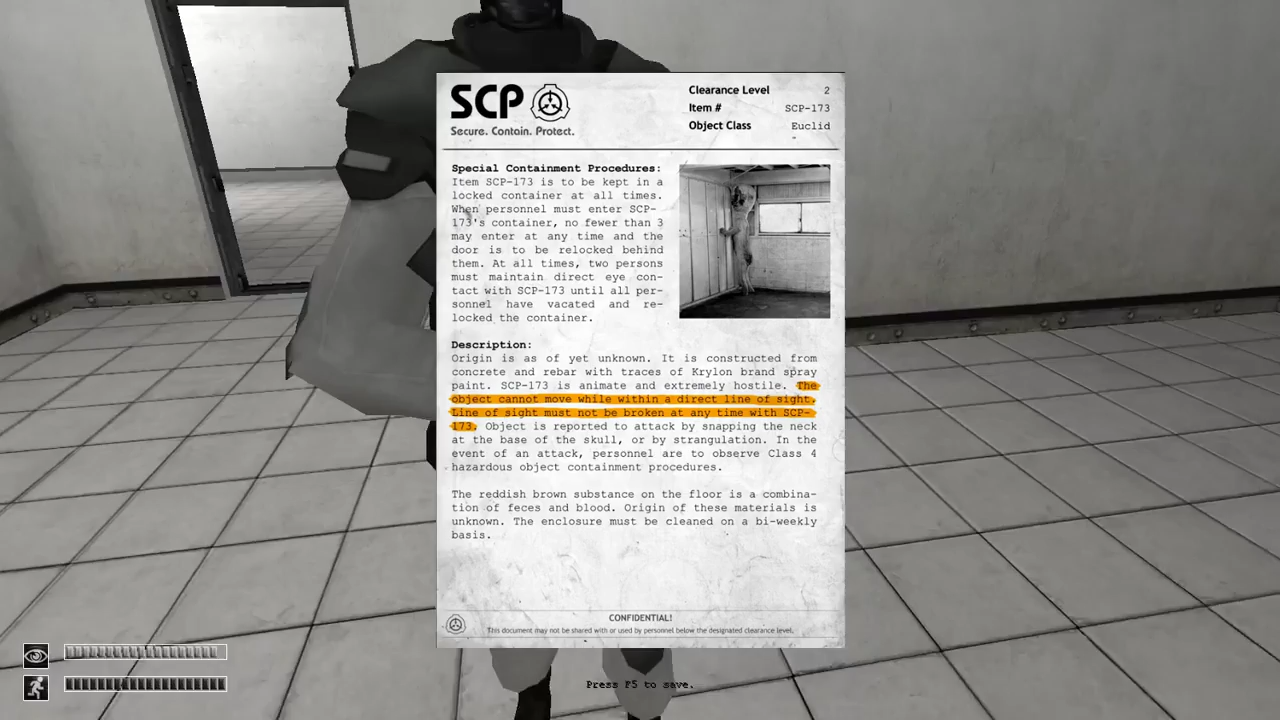 SCP
Secure. Contain. Protect.
Clearance Level 2
Item # SCP-173
Object Class Euclid
Special Containment Procedures:
Item SCP-173 is to be kept in a
locked container at all times.
When personnel must enter SCP-
173's container, no fewer than 3
may enter at any time and the
door is to be relocked behind
them. At all times, two persons
must maintain direct eye con-
tact with SCP-173 until all per-
sonnel have vacated and re-
locked the container.
Description:
Origin is as of yet unknown. It is constructed from
concrete and rebar with traces of Krylon brand spray
paint. SCP-173 is animate and extremely hostile. The
object cannot move while within a direct line of sight.
Line of sight must not be broken at any time with SCP-
173. Object is reported to attack by snapping the neck
at the base of the skull, or by strangulation. In the
event of an attack, personnel are to observe Class 4
hazardous object containment procedures.
The reddish brown substance on the floor is a combina-
tion of feces and blood. Origin of these materials is
unknown. The enclosure must be cleaned on a bi-weekly
basis.
CONFIDENTIAL!
This document may not be shared with or used by personnel below the designated clearance level.
Press F5 to save.